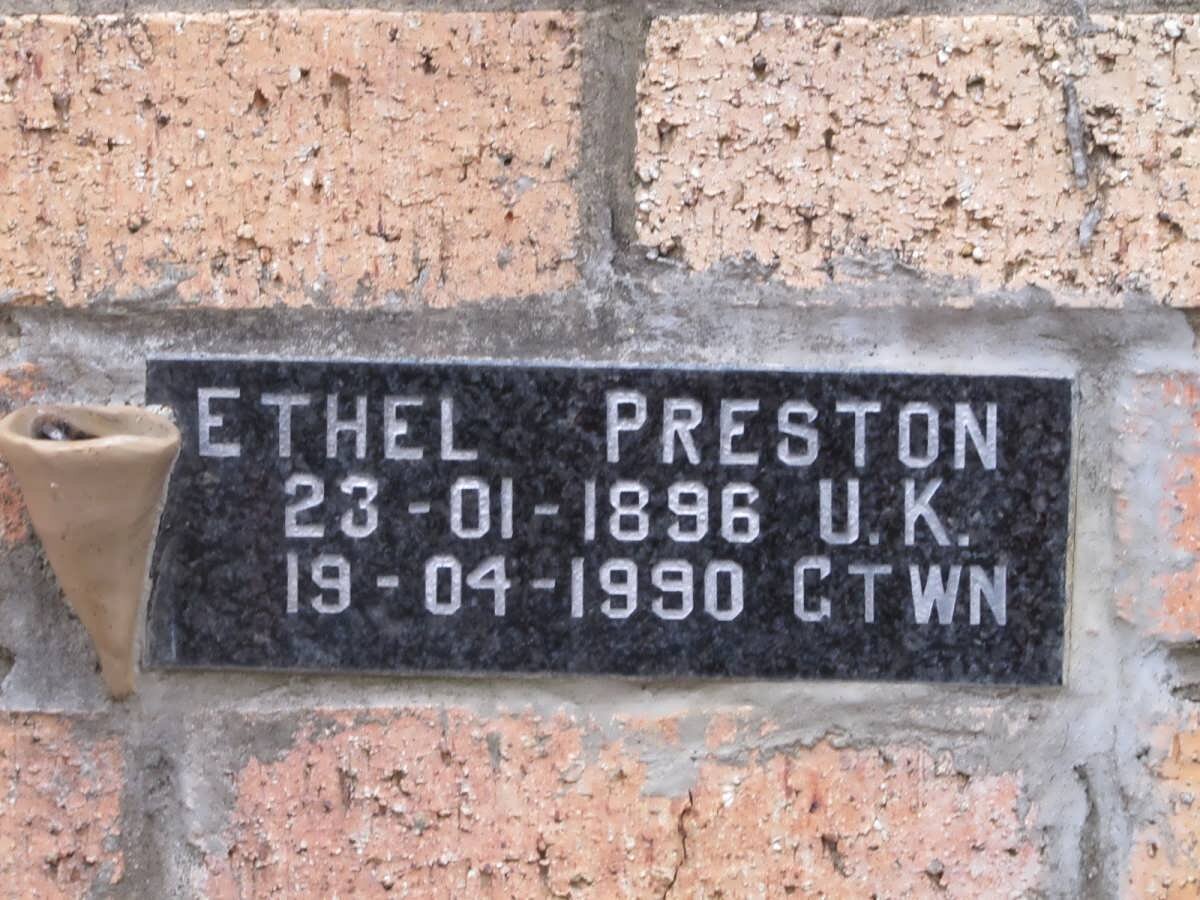 ETHEL PRESTON
23-01-1896 U.K.
19-04-1990 CTWN